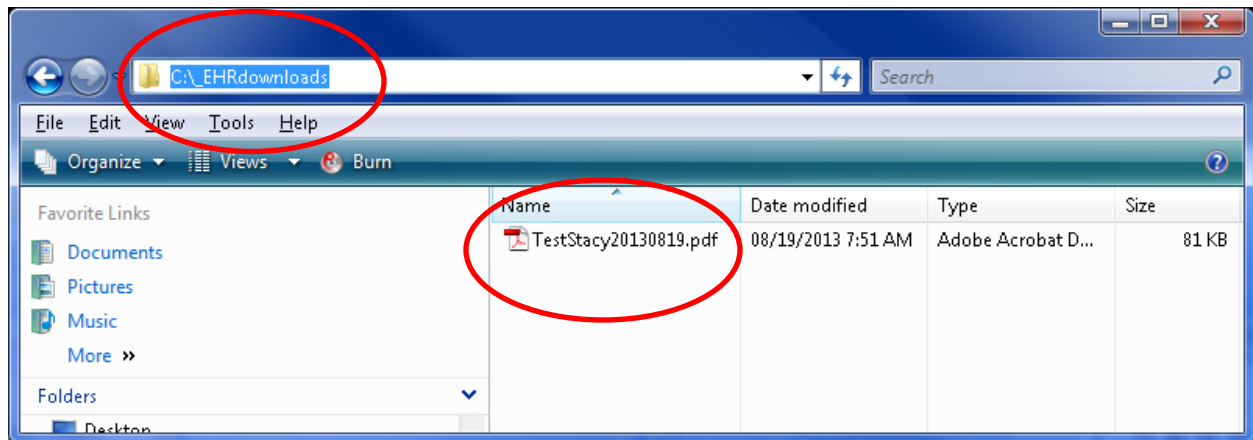 C:\_EHRdownloads Search
File Edit View Tools Help
Organize Views Burn
Favorite Links
Documents
Pictures
Music
More »
Folders
Desktop
Name Date modified Type Size
TestStacy20130819.pdf 08/19/2013 7:51 AM Adobe Acrobat D... 81 KB